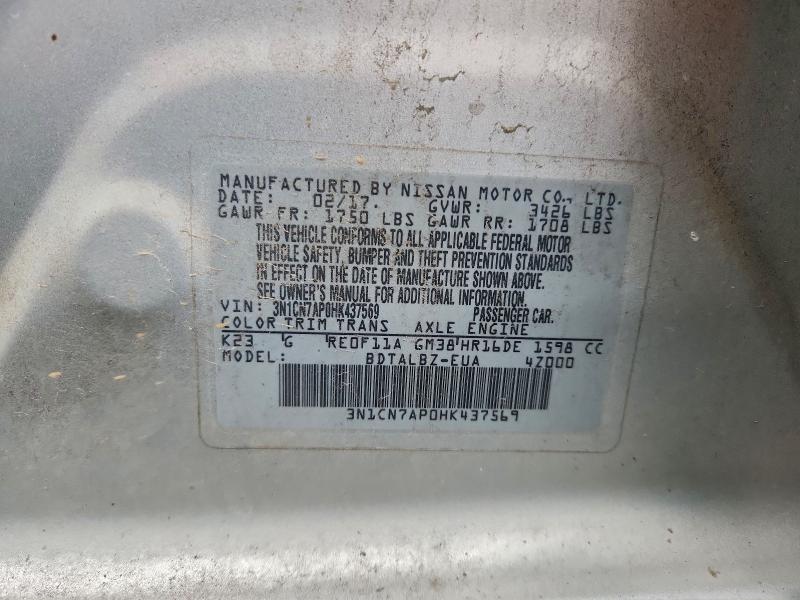 MANUFACTURED BY NISSAN MOTOR CO., LTD.
DATE: 02/17. GVWR: 3426 LBS
GAWR FR: 1750 LBS GAWR RR: 1708 LBS
THIS VEHICLE CONFORMS TO ALL APPLICABLE FEDERAL MOTOR
VEHICLE SAFETY, BUMPER AND THEFT PREVENTION STANDARDS
IN EFFECT ON THE DATE OF MANUFACTURE SHOWN ABOVE.
SEE OWNER'S MANUAL FOR ADDITIONAL INFORMATION.
VIN: 3N1CN7AP0HK437569 PASSENGER CAR.
COLOR TRIM TRANS AXLE ENGINE
K23 G RE0F11A GM38 HR16DE 1598 CC
MODEL: BDTALBZ-EUA 4Z000
3N1CN7AP0HK437569